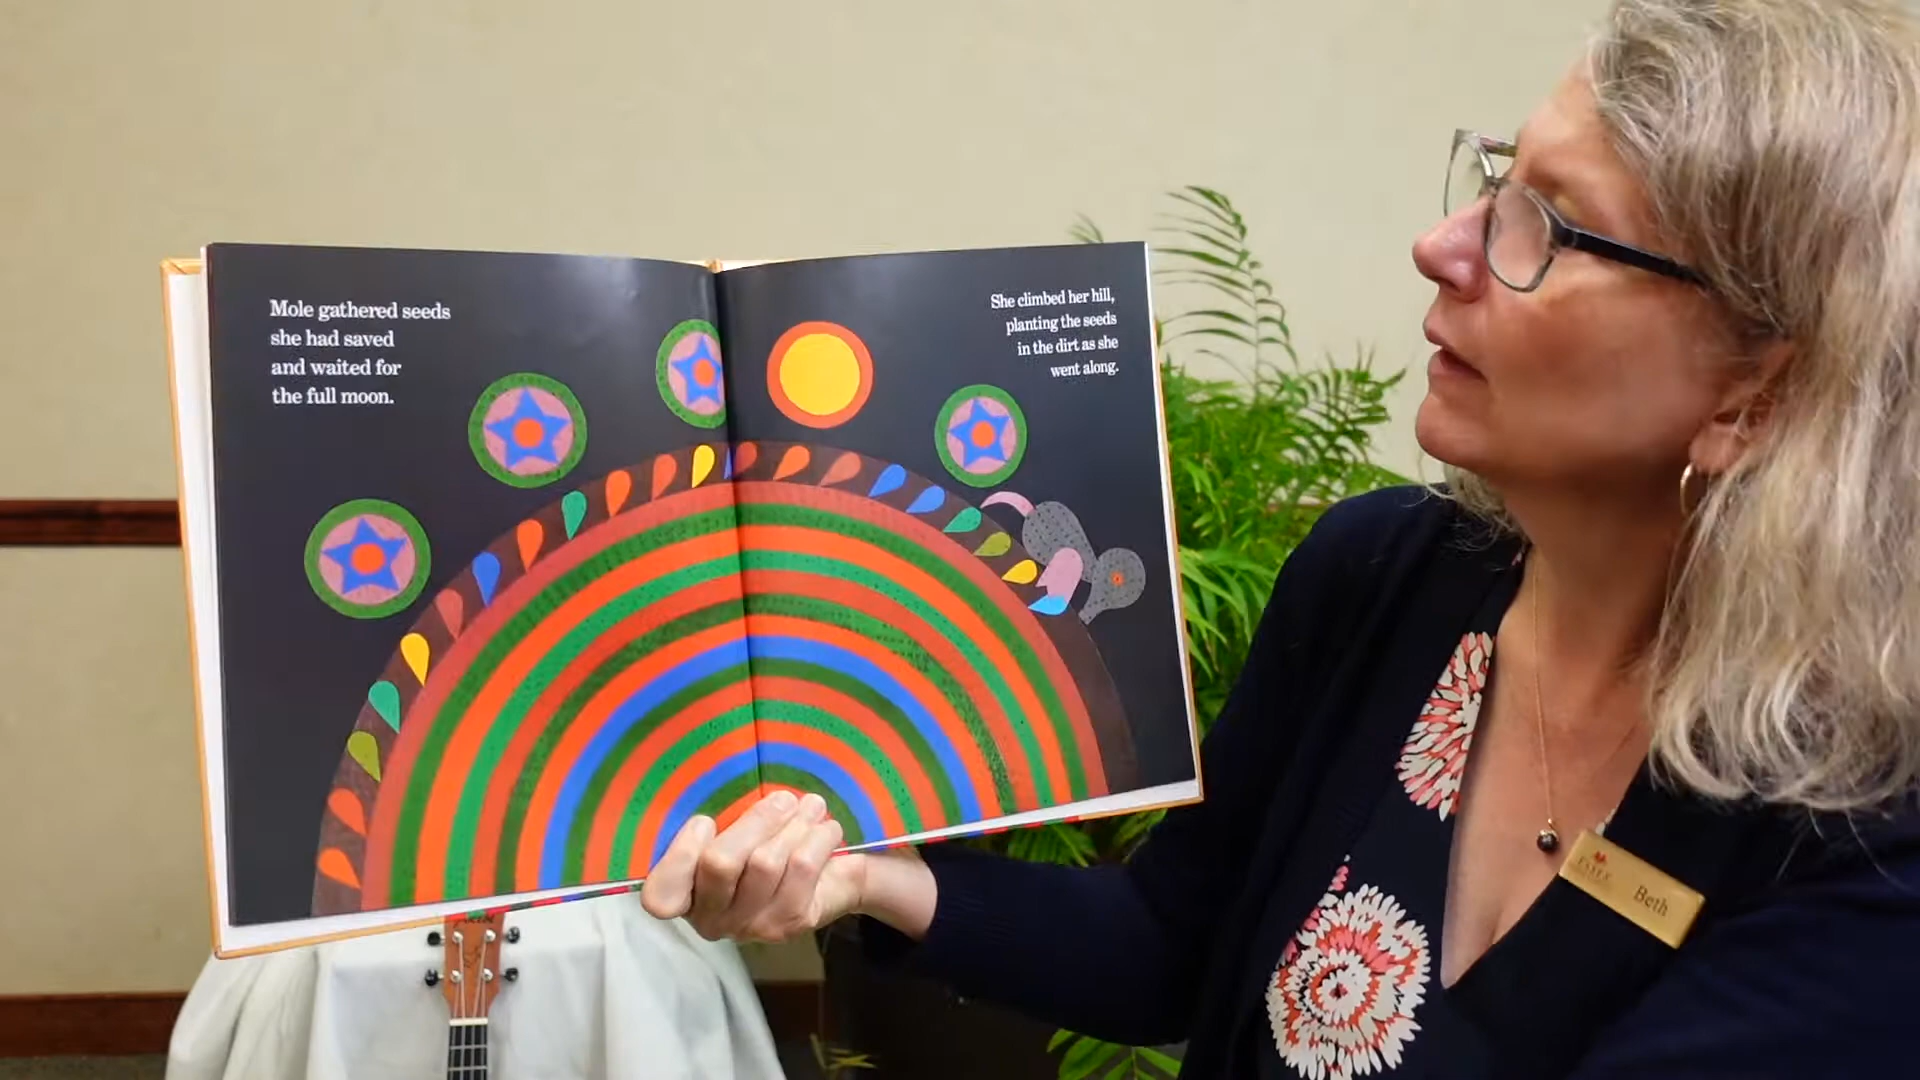 Mole gathered seeds
she had saved
and waited for
the full moon.
She climbed her hill,
planting the seeds
in the dirt as she
went along.
Beth